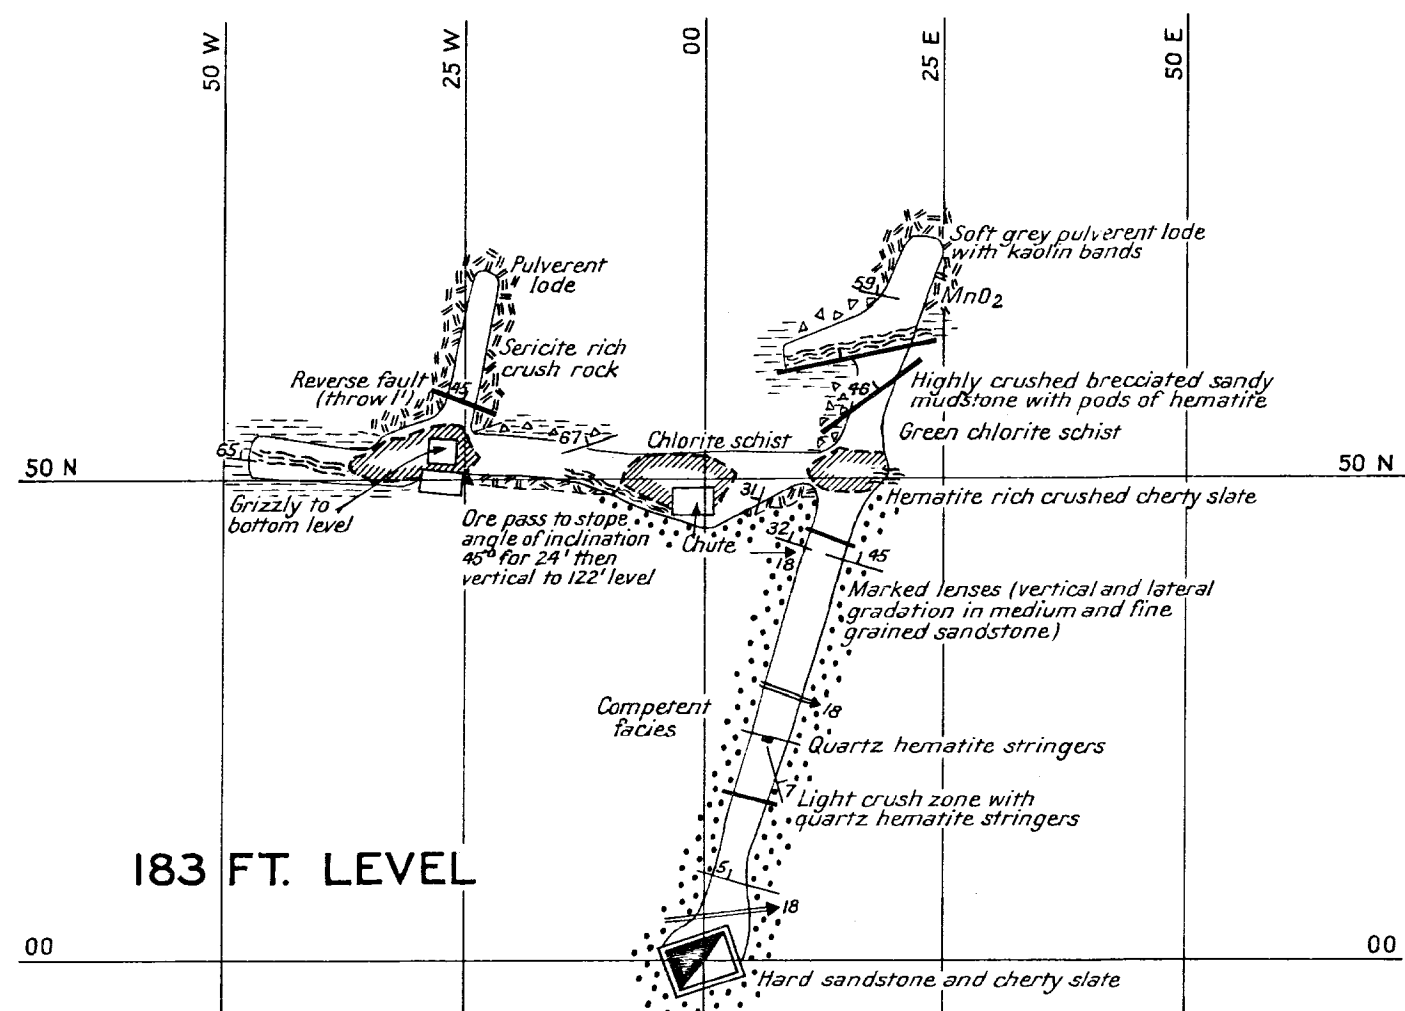 50 W
25 W
00
25 E
50 E
Soft grey pulverent lode
with kaolin bands
59
MnO2
Pulverent
lode
Sericite rich
crush rock
Reverse fault
(throw 1')
45
46
Highly crushed brecciated sandy
mudstone with pods of hematite
Green chlorite schist
67
Chlorite schist
65
50 N
50 N
31
Hematite rich crushed cherty slate
Grizzly to
bottom level
Ore pass to stope
angle of inclination
45° for 24' then
vertical to 122' level
Chute
32
18
45
Marked lenses (vertical and lateral
gradation in medium and fine
grained sandstone)
Competent
facies
18
Quartz hematite stringers
7
Light crush zone with
quartz hematite stringers
183 FT. LEVEL
5
18
00
00
Hard sandstone and cherty slate